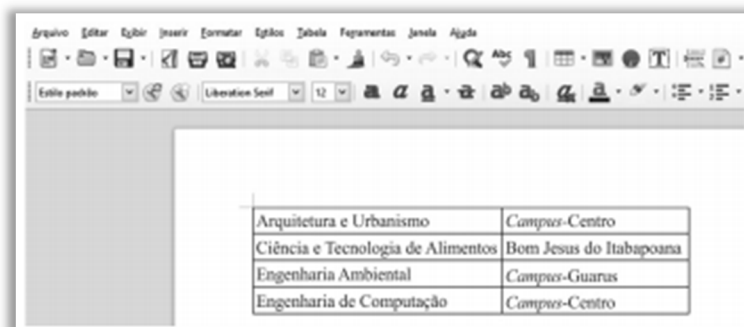 Arquivo Editar Exibir Inserir Formatar Estilos Tabela Ferramentas Janela Ajuda
Estilo padrão Liberation Serif 12
Arquitetura e Urbanismo Campus-Centro
Ciência e Tecnologia de Alimentos Bom Jesus do Itabapoana
Engenharia Ambiental Campus-Guarus
Engenharia de Computação Campus-Centro